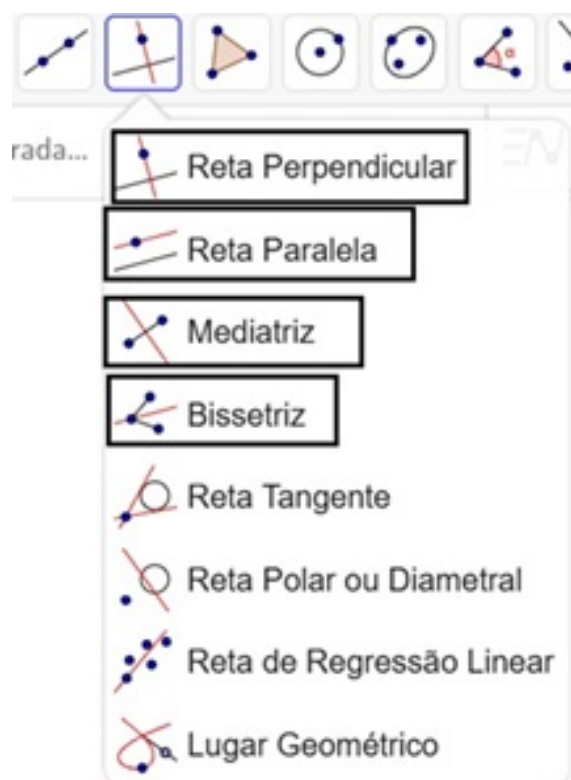 rada...
Reta Perpendicular
Reta Paralela
Mediatriz
Bissetriz
Reta Tangente
Reta Polar ou Diametral
Reta de Regressão Linear
Lugar Geométrico